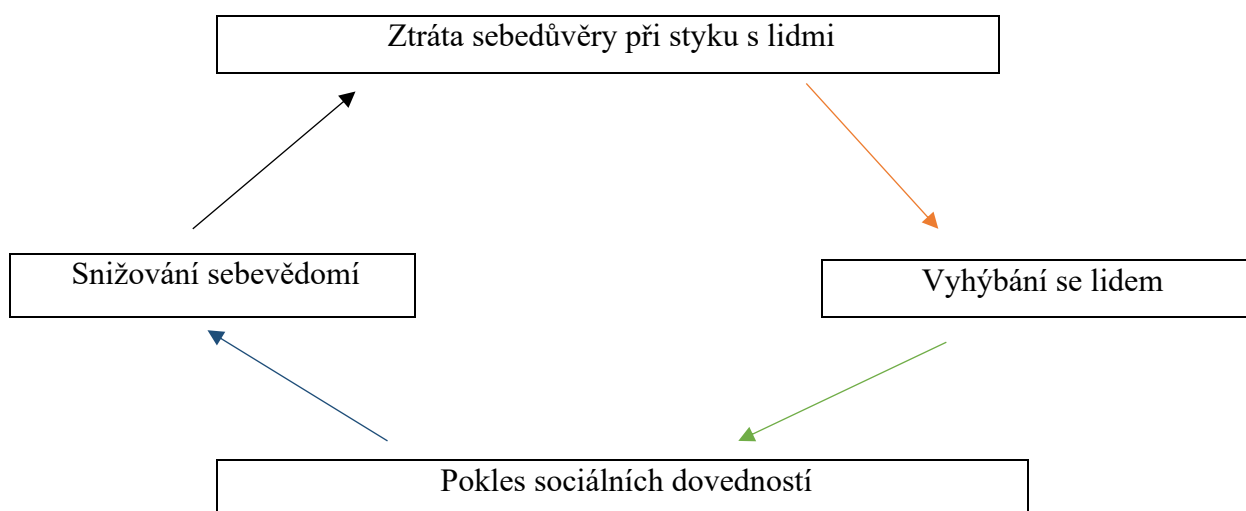 Ztráta sebedůvěry při styku s lidmi
Snižování sebevědomí
Vyhýbání se lidem
Pokles sociálních dovedností